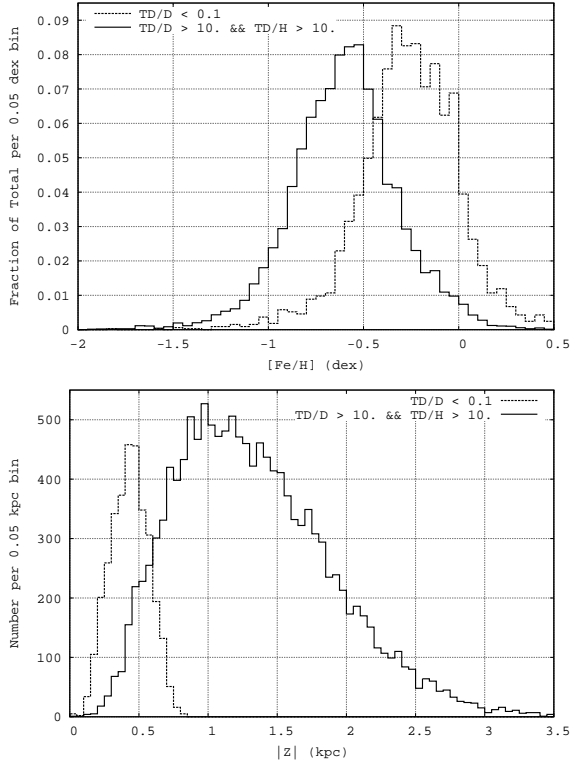 TD/D < 0.1
TD/D > 10. && TD/H > 10.
Fraction of Total per 0.05 dex bin
0.09
0.08
0.07
0.06
0.05
0.04
0.03
0.02
0.01
0
-2 -1.5 -1 -0.5 0 0.5
[Fe/H] (dex)
TD/D < 0.1
TD/D > 10. && TD/H > 10.
Number per 0.05 kpc bin
500
400
300
200
100
0
0 0.5 1 1.5 2 2.5 3 3.5
|Z| (kpc)